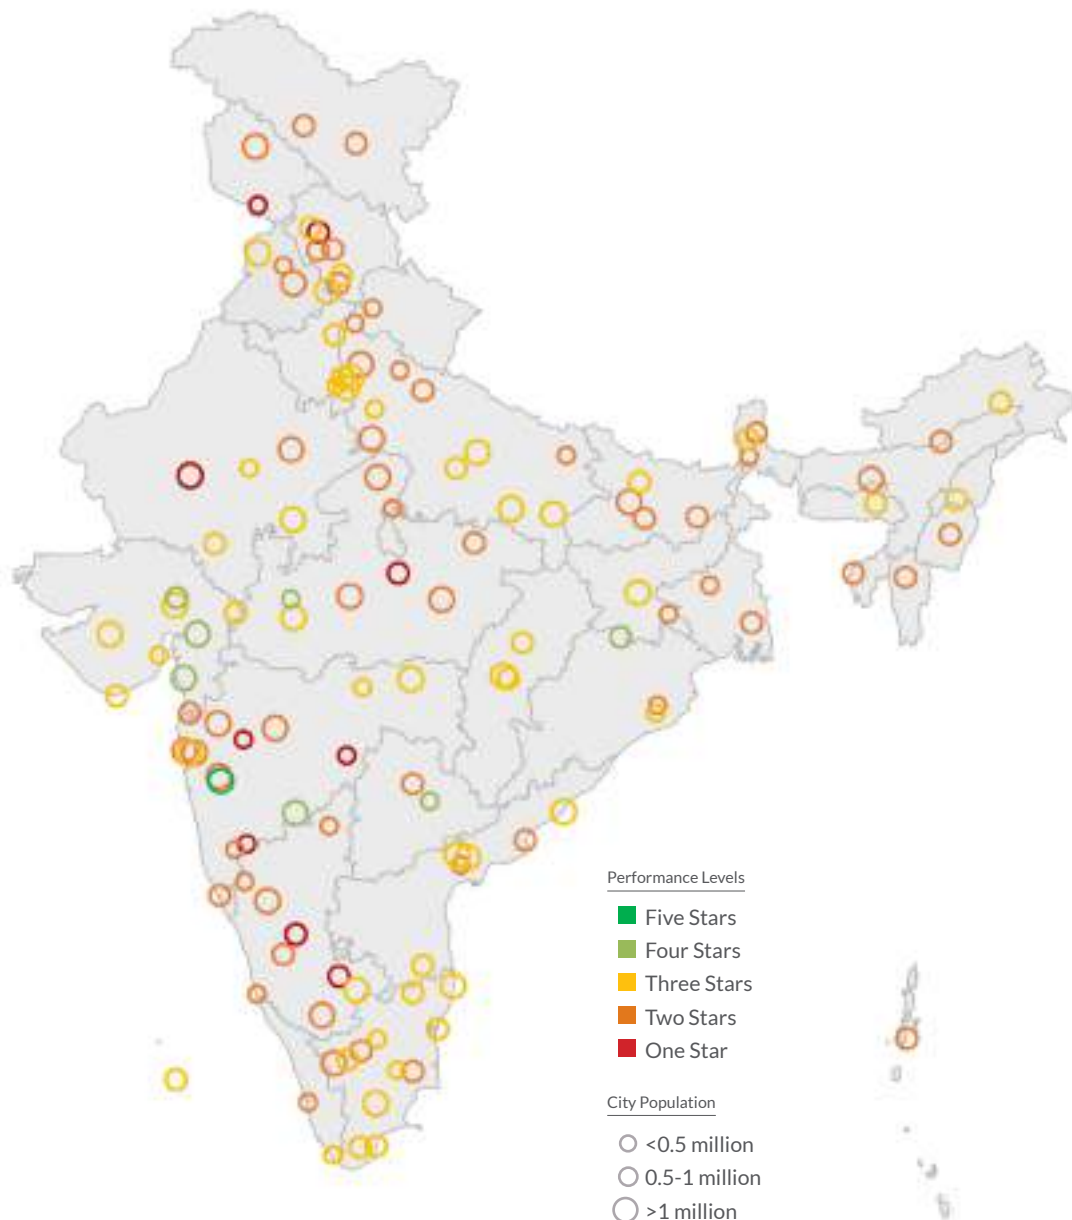 Performance Levels
Five Stars
Four Stars
Three Stars
Two Stars
One Star
City Population
<0.5 million
0.5-1 million
>1 million